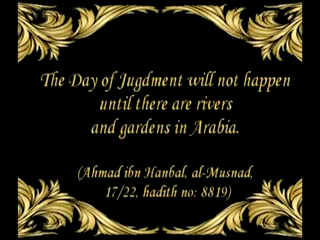 The Day of Jugdment will not happen
until there are rivers
and gardens in Arabia.
(Ahmad ibn Hanbal, al-Musnad,
17/22, hadith no: 8819)